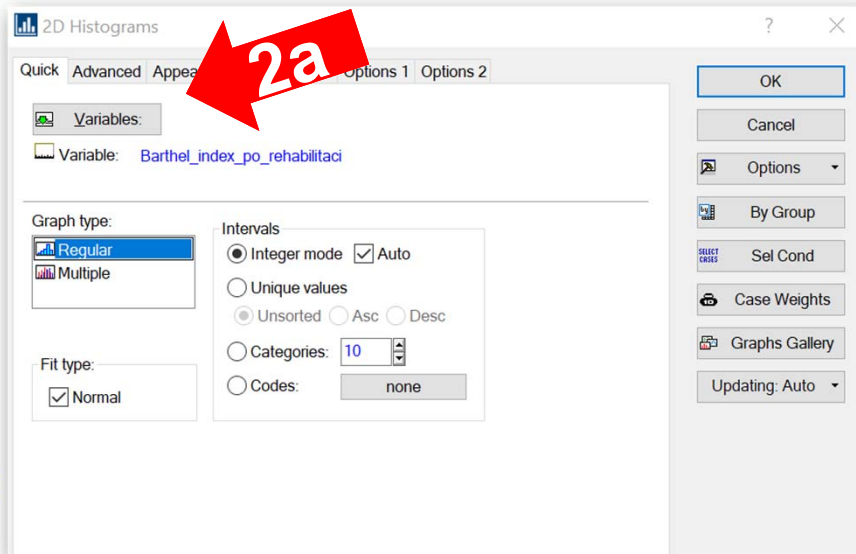 2D Histograms
?
2a
Quick Advanced Options 1 Options 2
Variables:
Variable: Barthel_index_po_rehabilitaci
Graph type:
Regular
Multiple
Fit type:
Normal
Intervals
Integer mode Auto
Unique values
Unsorted Asc Desc
Categories: 10
Codes: none
OK
Cancel
Options
By Group
SELECT CASES Sel Cond
Case Weights
Graphs Gallery
Updating: Auto